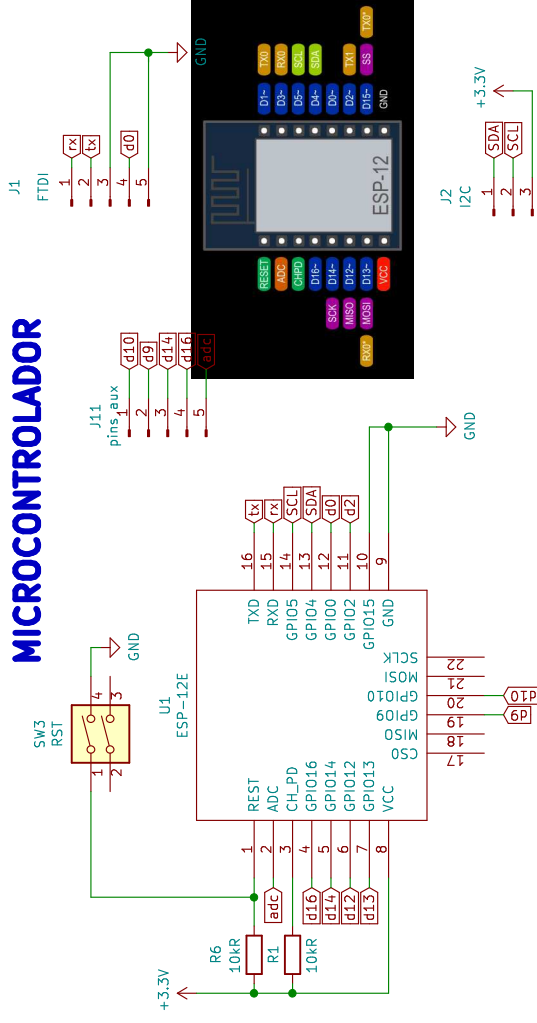 MICROCONTROLADOR
J1
FTDI
1
rx
2
tx
3
4
d0
5
GND
TX0
RX0
SCL
SDA
TX1
TX0*
SS
D1~
D3~
D5~
D4~
D0~
D2~
D15~
GND
ESP-12
RESET
ADC
CHPD
D16~
D14~
D12~
D13~
VCC
SCK
MISO
MOSI
RX0*
J2
I2C
1
SDA
2
SCL
3
+3.3V
J11
pins_aux
1
d10
2
d9
3
d14
4
d16
5
adc
SW3
RST
1
2
4
3
GND
U1
ESP-12E
REST
ADC
CH_PD
GPIO16
GPIO14
GPIO12
GPIO13
VCC
1
2
3
4
5
6
7
8
adc
d16
d14
d12
d13
TXD
RXD
GPIO5
GPIO4
GPIO0
GPIO2
GPIO15
GND
16
15
14
13
12
11
10
9
tx
rx
SCL
SDA
d0
d2
GND
CS0
MISO
GPIO9
GPIO10
MOSI
SCLK
17
18
19
20
21
22
d9
d10
R6
10kR
R1
10kR
+3.3V